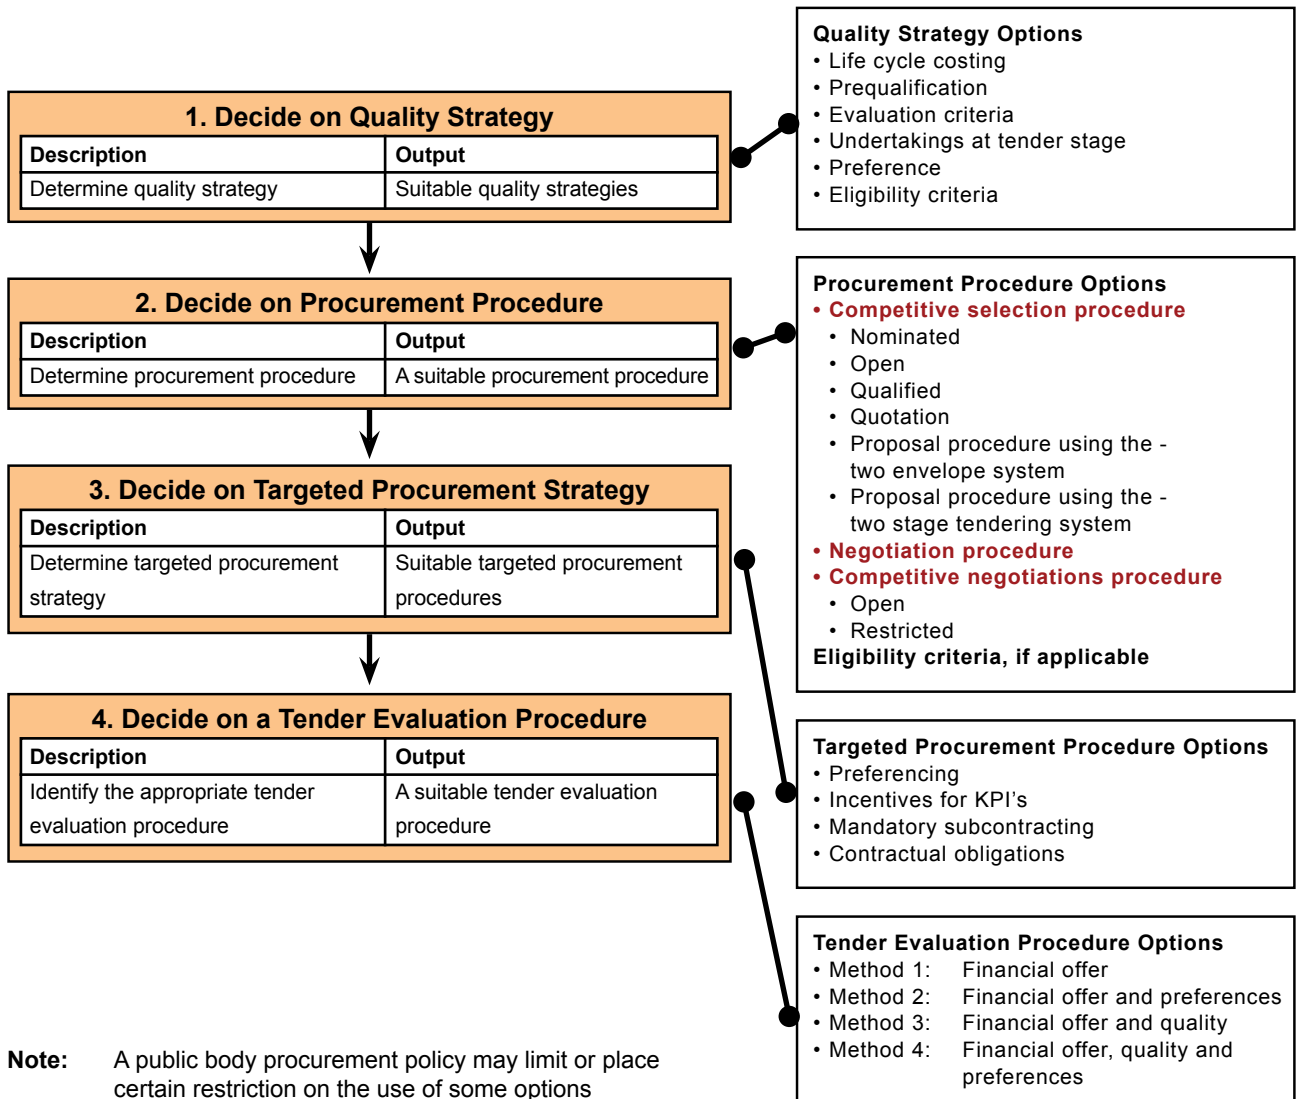 1. Decide on Quality Strategy
Description Output
Determine quality strategy Suitable quality strategies
2. Decide on Procurement Procedure
Description Output
Determine procurement procedure A suitable procurement procedure
3. Decide on Targeted Procurement Strategy
Description Output
Determine targeted procurement Suitable targeted procurement
strategy procedures
4. Decide on a Tender Evaluation Procedure
Description Output
Identify the appropriate tender A suitable tender evaluation
evaluation procedure procedure
Note: A public body procurement policy may limit or place
certain restriction on the use of some options
Quality Strategy Options
• Life cycle costing
• Prequalification
• Evaluation criteria
• Undertakings at tender stage
• Preference
• Eligibility criteria
Procurement Procedure Options
• Competitive selection procedure
• Nominated
• Open
• Qualified
• Quotation
• Proposal procedure using the -
two envelope system
• Proposal procedure using the -
two stage tendering system
• Negotiation procedure
• Competitive negotiations procedure
• Open
• Restricted
Eligibility criteria, if applicable
Targeted Procurement Procedure Options
• Preferencing
• Incentives for KPI's
• Mandatory subcontracting
• Contractual obligations
Tender Evaluation Procedure Options
• Method 1: Financial offer
• Method 2: Financial offer and preferences
• Method 3: Financial offer and quality
• Method 4: Financial offer, quality and
preferences